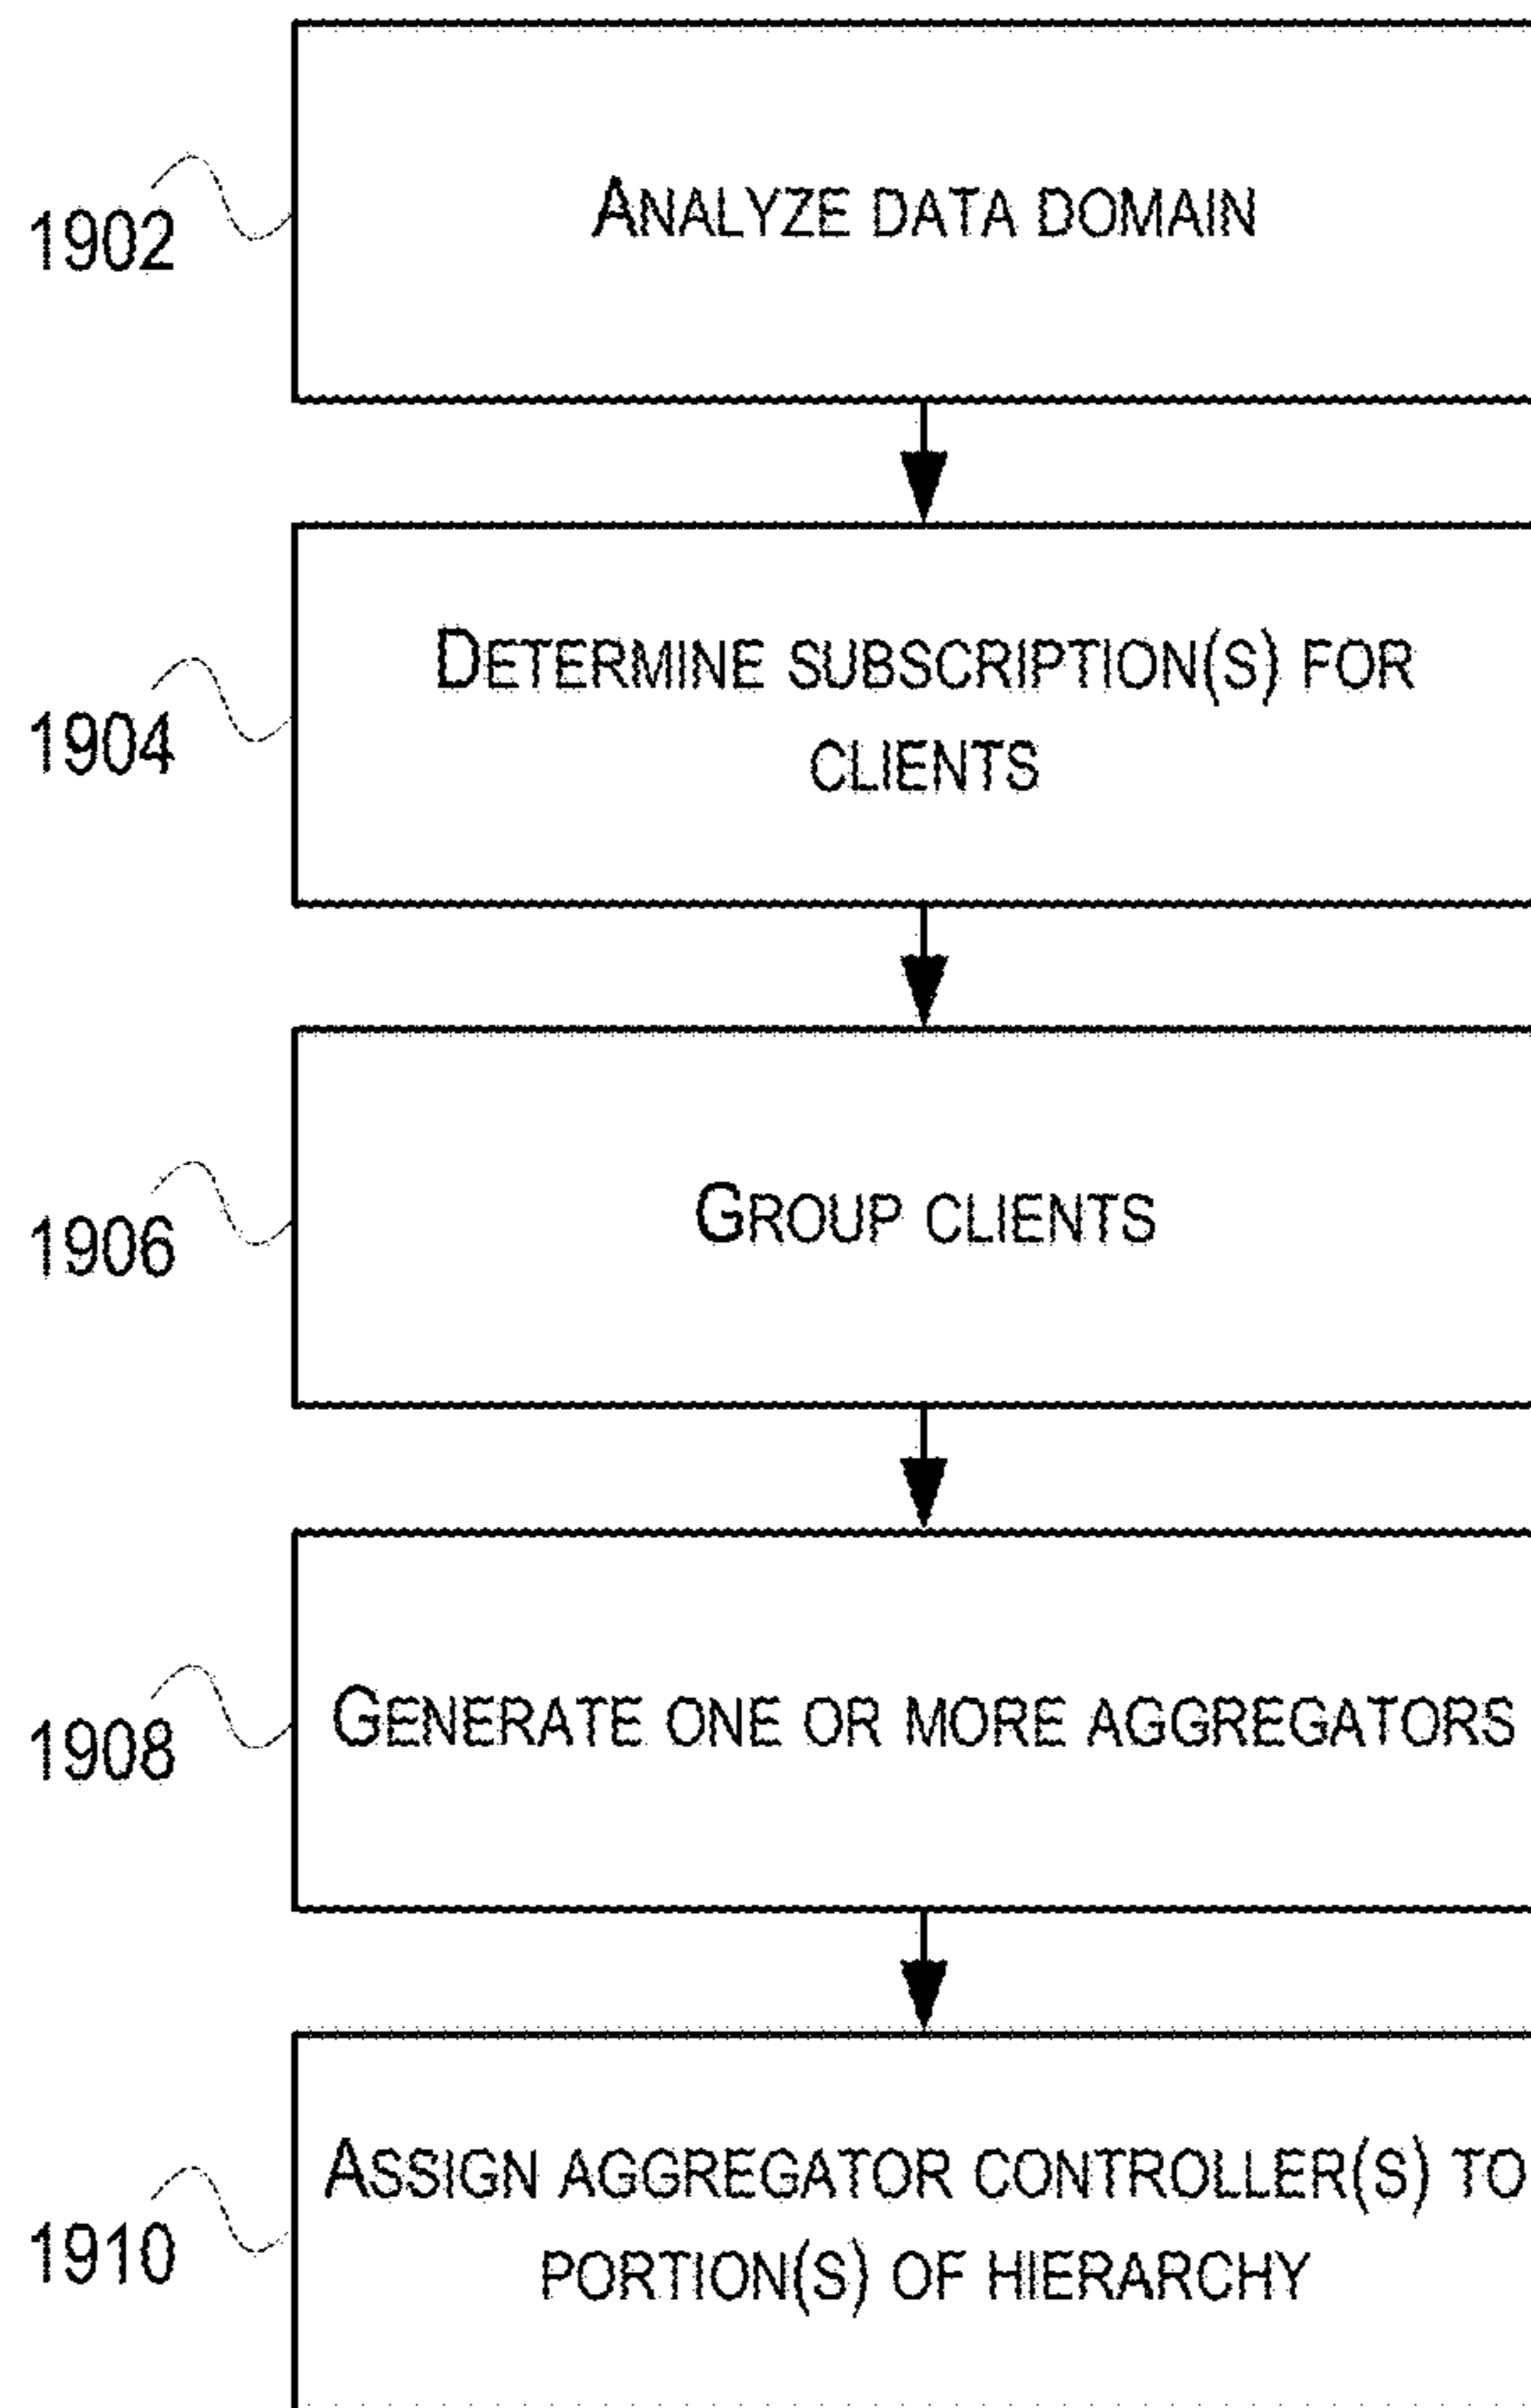 1902
ANALYZE DATA DOMAIN
1904
DETERMINE SUBSCRIPTION(S) FOR
CLIENTS
1906
GROUP CLIENTS
1908
GENERATE ONE OR MORE AGGREGATORS
1910
ASSIGN AGGREGATOR CONTROLLER(S) TO
PORTION(S) OF HIERARCHY